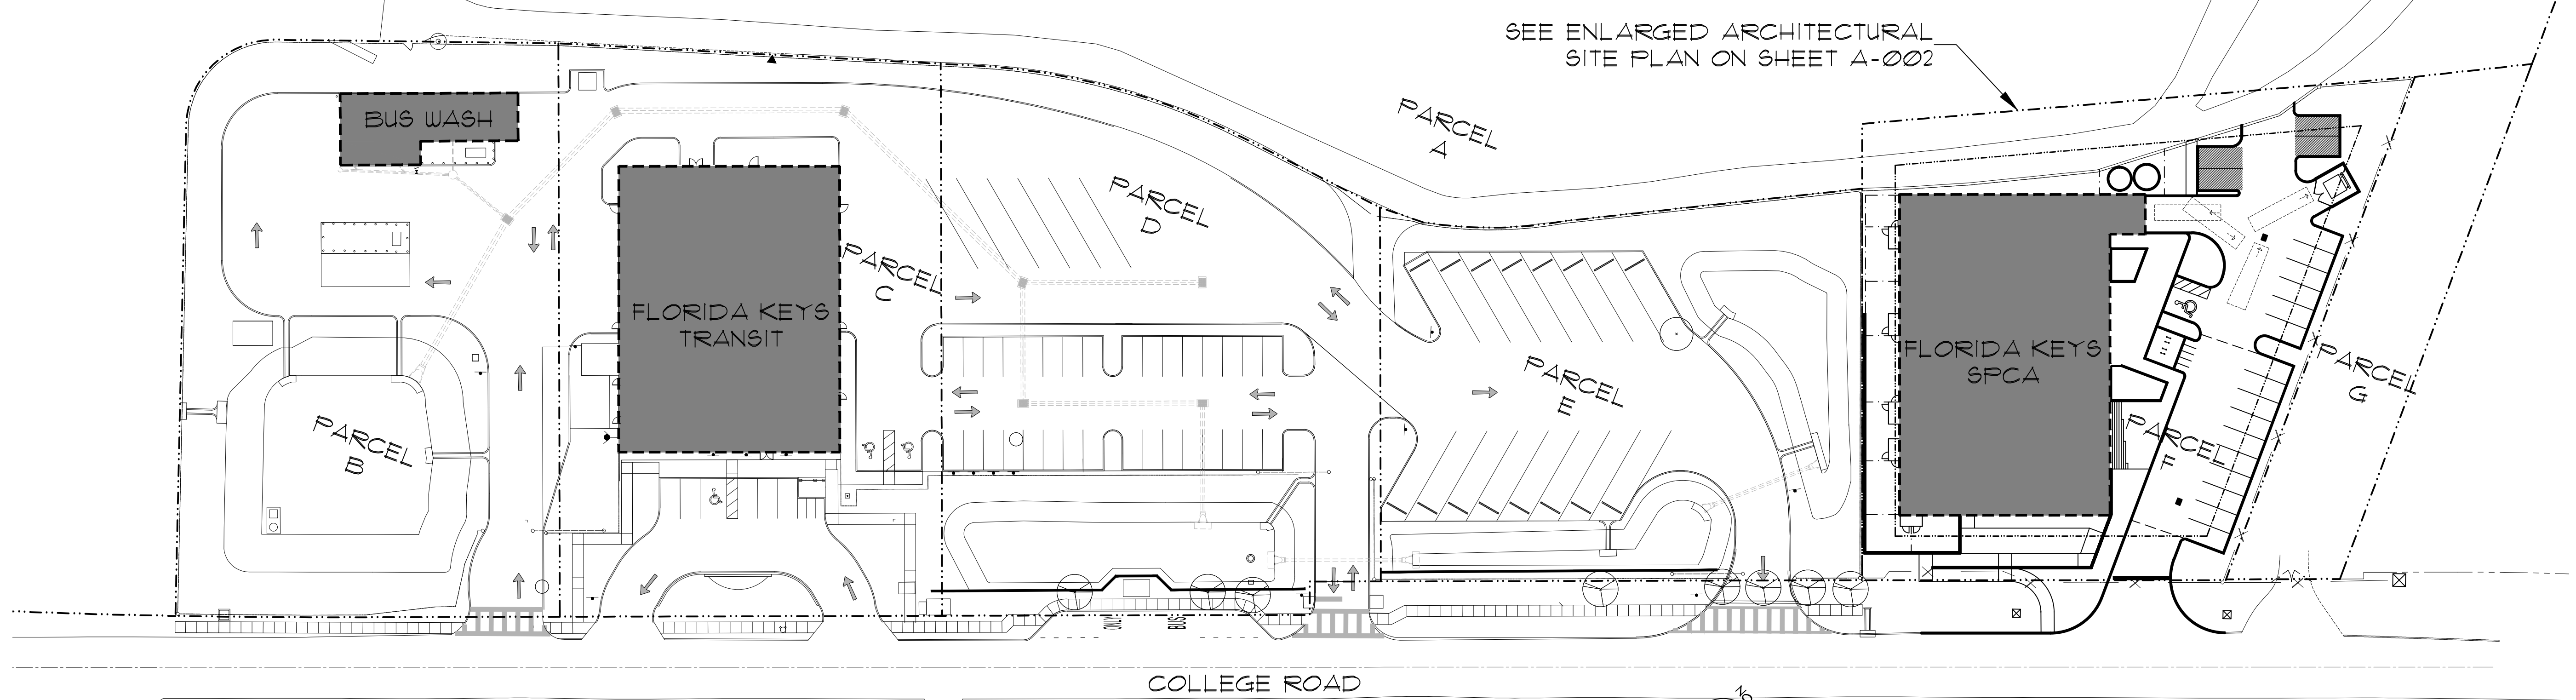 SEE ENLARGED ARCHITECTURAL
SITE PLAN ON SHEET A-002
BUS WASH
PARCEL
A
PARCEL
D
PARCEL
C
FLORIDA KEYS
TRANSIT
FLORIDA KEYS
SPCA
PARCEL
E
PARCEL
G
PARCEL
B
PARCEL
F
ONLY
BUS
COLLEGE ROAD